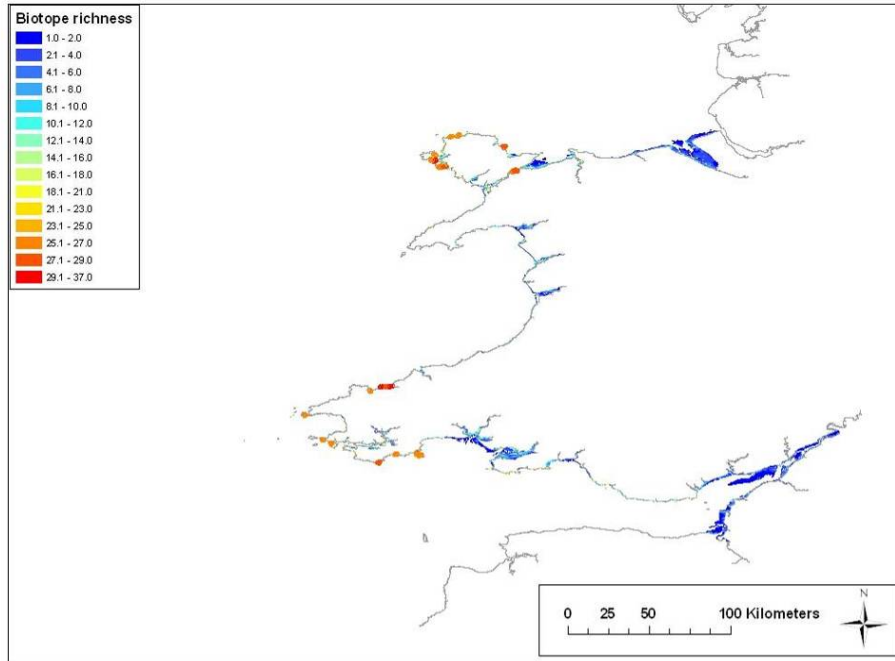 Biotope richness
1.0 - 2.0
2.1 - 4.0
4.1 - 6.0
6.1 - 8.0
8.1 - 10.0
10.1 - 12.0
12.1 - 14.0
14.1 - 16.0
16.1 - 18.0
18.1 - 21.0
21.1 - 23.0
23.1 - 25.0
25.1 - 27.0
27.1 - 29.0
29.1 - 37.0
N
0 25 50 100 Kilometers